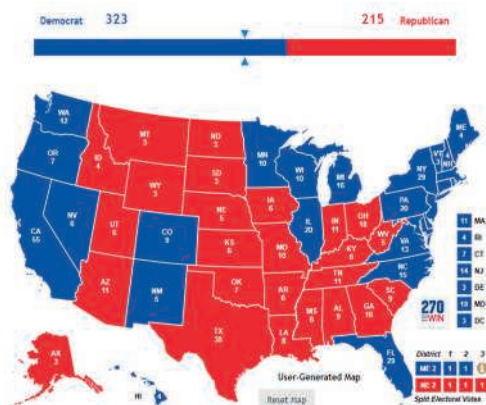 Democrat 323 215 Republican
WA
12
OR
7
CA
55
NV
6
ID
4
MT
3
WY
3
UT
6
CO
9
AZ
11
NM
5
ND
3
SD
3
NE
5
KS
6
OK
7
TX
38
MN
10
IA
6
MO
10
AR
6
LA
8
WI
10
IL
20
MI
16
IN
11
OH
18
KY
8
TN
11
MS
6
AL
9
GA
16
FL
29
SC
9
NC
15
VA
13
WV
5
PA
20
NY
29
VT
3
4
NH
ME
4
11 MA
4 RI
7 CT
14 NJ
3 DE
10 MD
3 DC
270
WIN
AK
3
HI
4
User-Generated Map
Reset Map
District 1 2 3
ME 2 1 1
NE 2 1 1 1
Split Electoral Votes